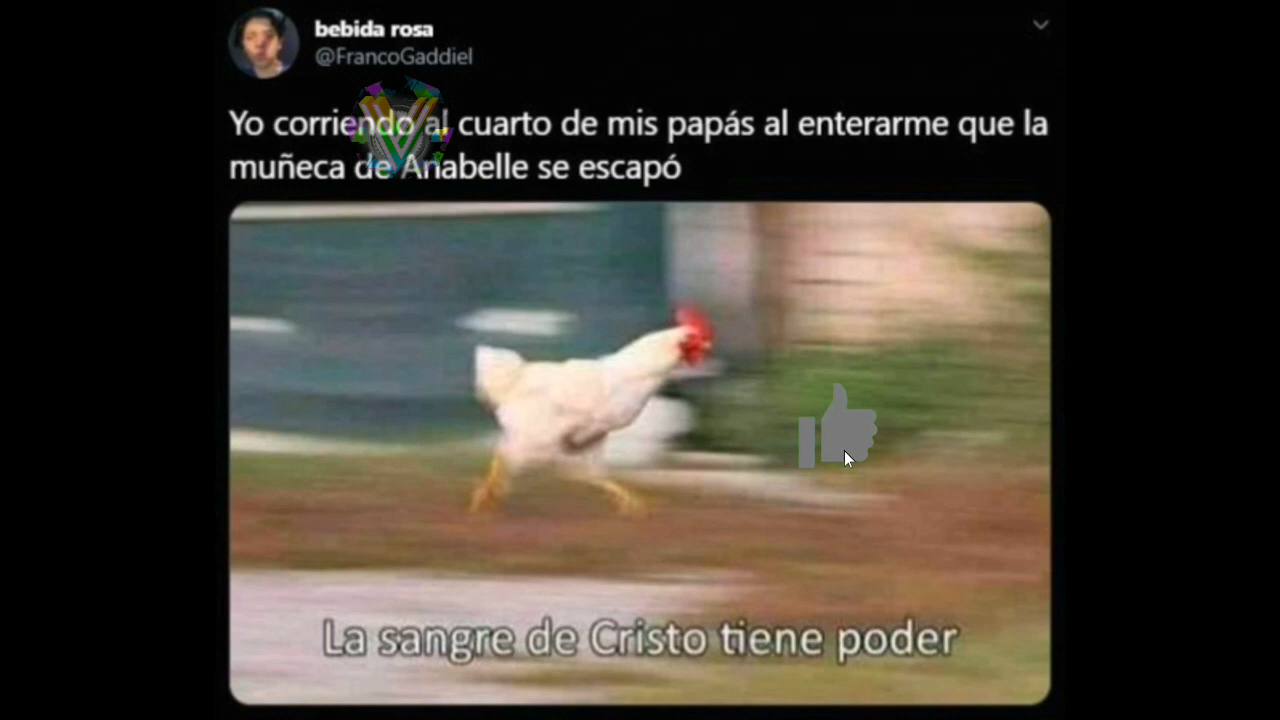 bebida rosa
@FrancoGaddiel
Yo corriendo al cuarto de mis papás al enterarme que la
muñeca de Anabelle se escapó
La sangre de Cristo tiene poder